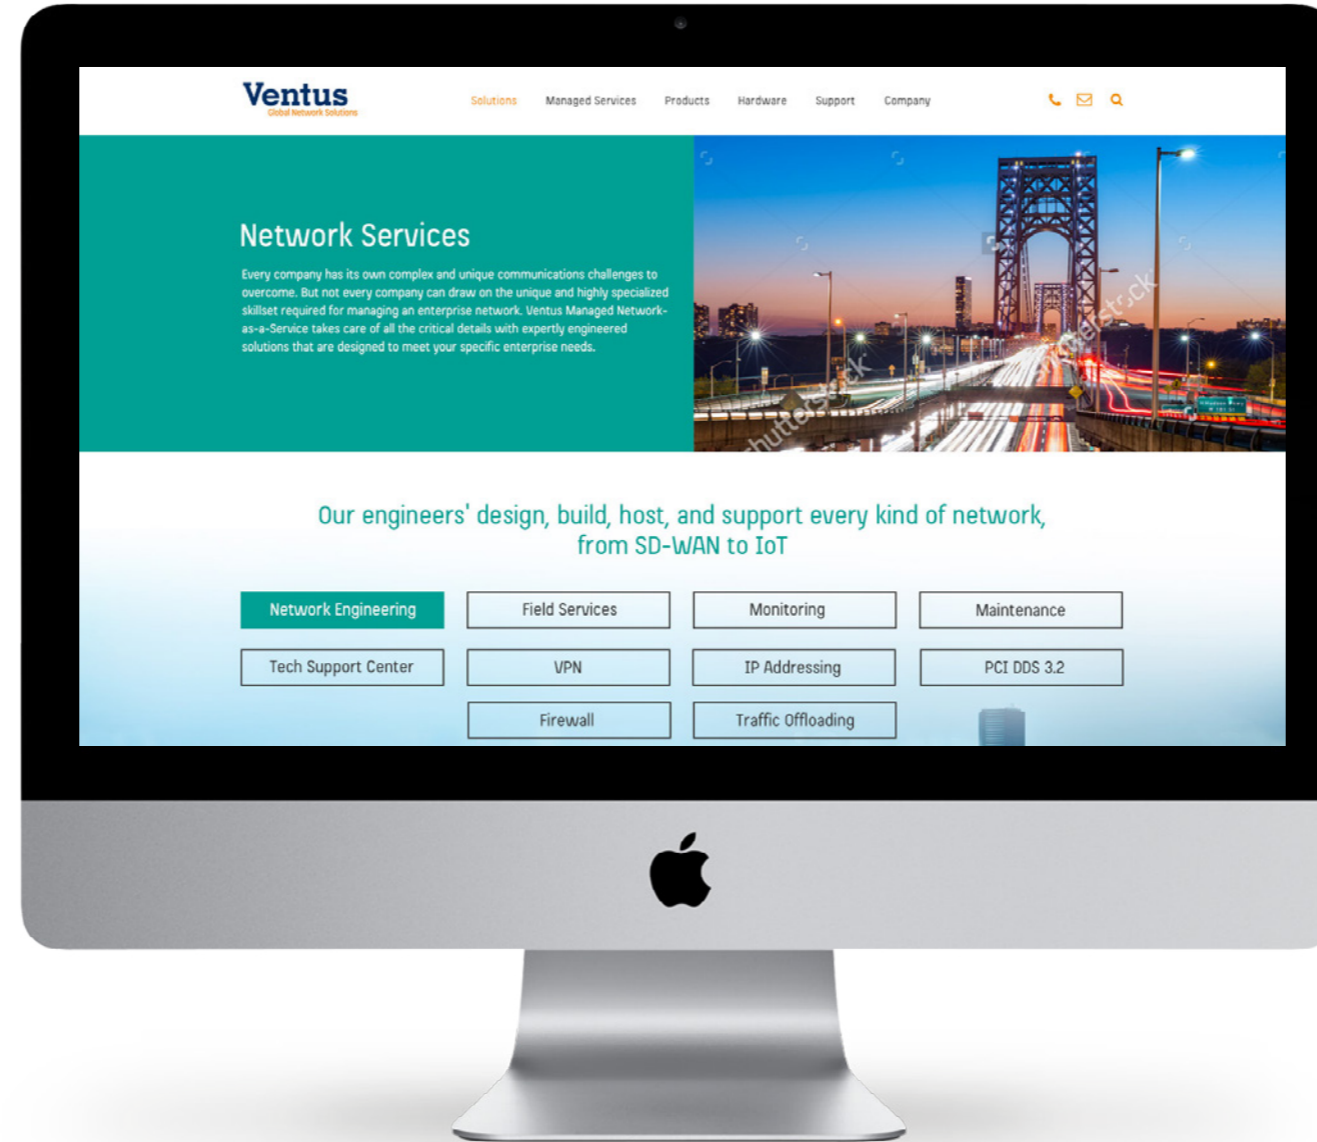 Ventus
Global Network Solutions
Solutions Managed Services Products Hardware Support Company
Network Services
Every company has its own complex and unique communications challenges to
overcome. But not every company can draw on the unique and highly specialized
skillset required for managing an enterprise network. Ventus Managed Network-
as-a-Service takes care of all the critical details with expertly engineered
solutions that are designed to meet your specific enterprise needs.
shutterstock
shutterstock
Our engineers' design, build, host, and support every kind of network,
from SD-WAN to IoT
Network Engineering Field Services Monitoring Maintenance
Tech Support Center VPN IP Addressing PCI DDS 3.2
Firewall Traffic Offloading